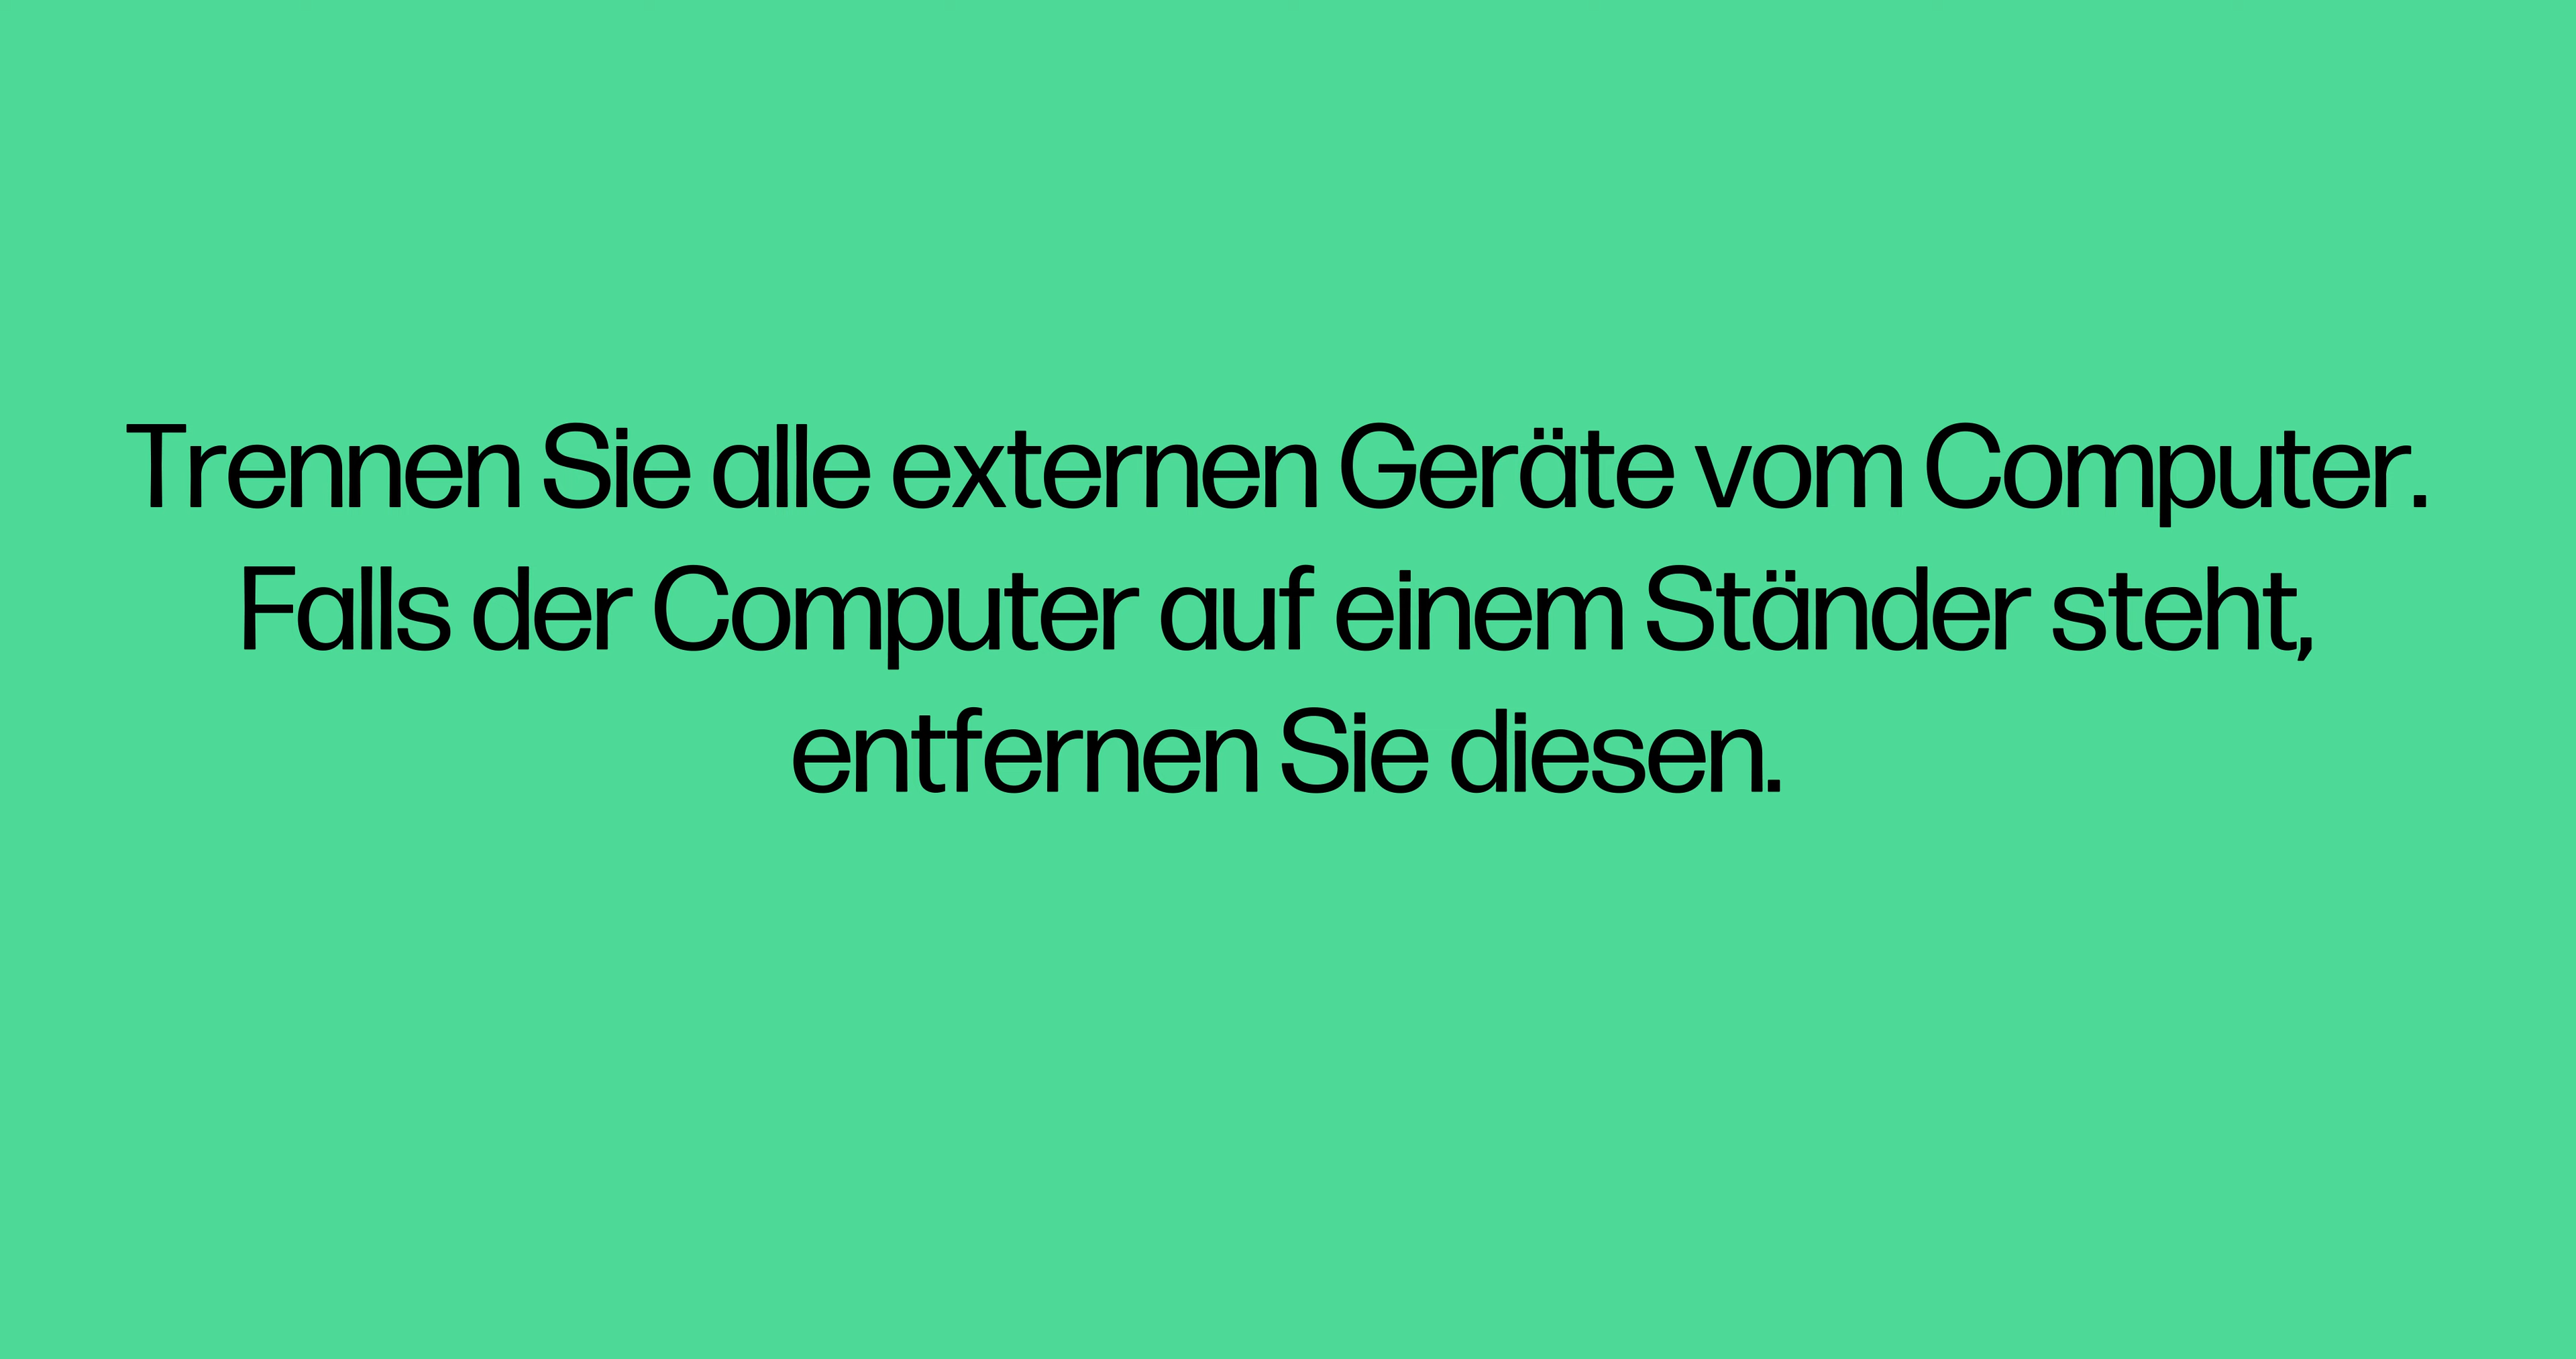 Trennen Sie alle externen Geräte vom Computer.
Falls der Computer auf einem Ständer steht,
entfernen Sie diesen.